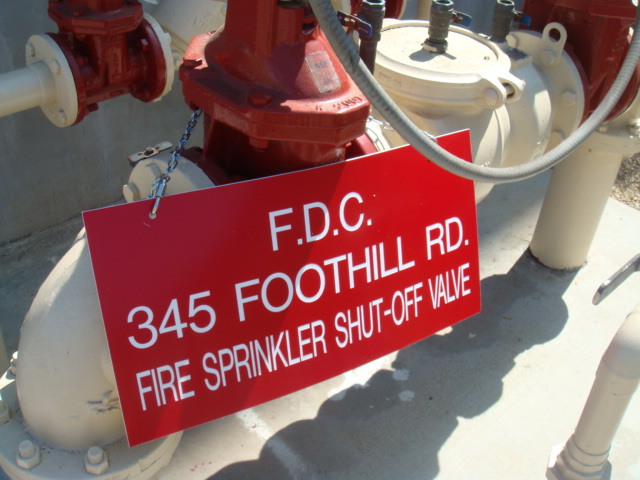 F.D.C.
345 FOOTHILL RD.
FIRE SPRINKLER SHUT-OFF VALVE